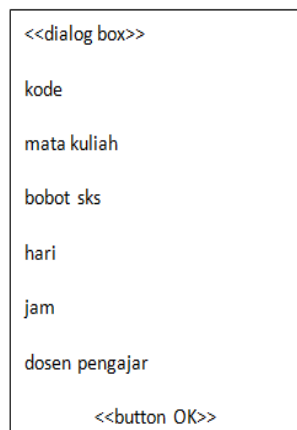 <<dialog box>>
kode
mata kuliah
bobot sks
hari
jam
dosen pengajar
<<button OK>>